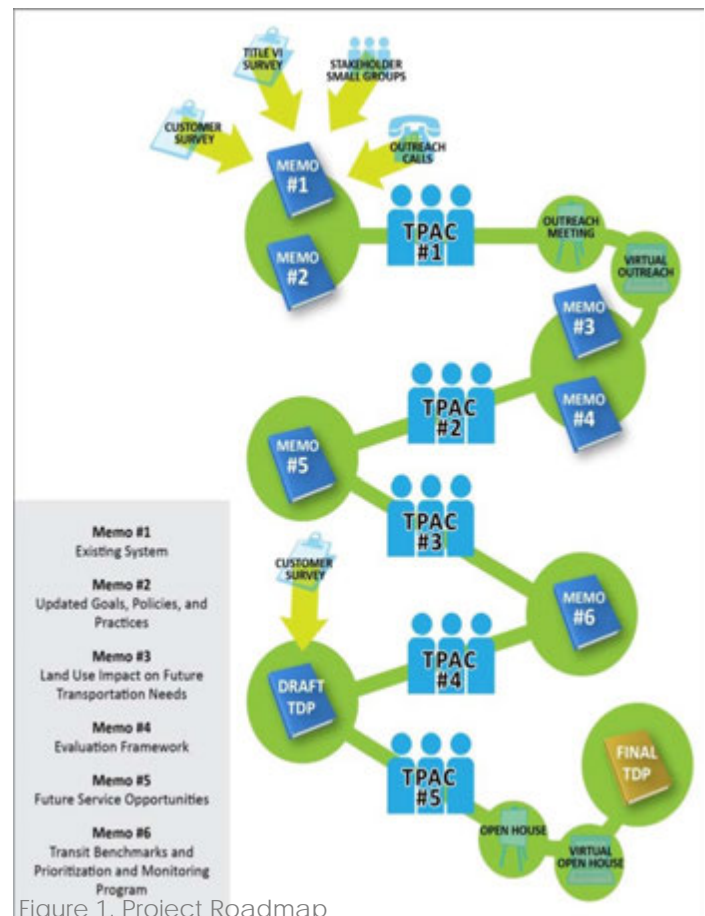 TITLE VI
SURVEY
STAKEHOLDER
SMALL GROUPS
CUSTOMER
SURVEY
OUTREACH
CALLS
MEMO
#1
MEMO
#2
TPAC
#1
OUTREACH
MEETING
VIRTUAL
OUTREACH
MEMO
#3
MEMO
#4
TPAC
#2
MEMO
#5
TPAC
#3
MEMO
#6
TPAC
#4
CUSTOMER
SURVEY
DRAFT
TDP
TPAC
#5
OPEN HOUSE
VIRTUAL
OPEN HOUSE
FINAL
TDP
Memo #1
Existing System
Memo #2
Updated Goals, Policies, and
Practices
Memo #3
Land Use Impact on Future
Transportation Needs
Memo #4
Evaluation Framework
Memo #5
Future Service Opportunities
Memo #6
Transit Benchmarks and
Prioritization and Monitoring
Program
Figure 1. Project Roadmap